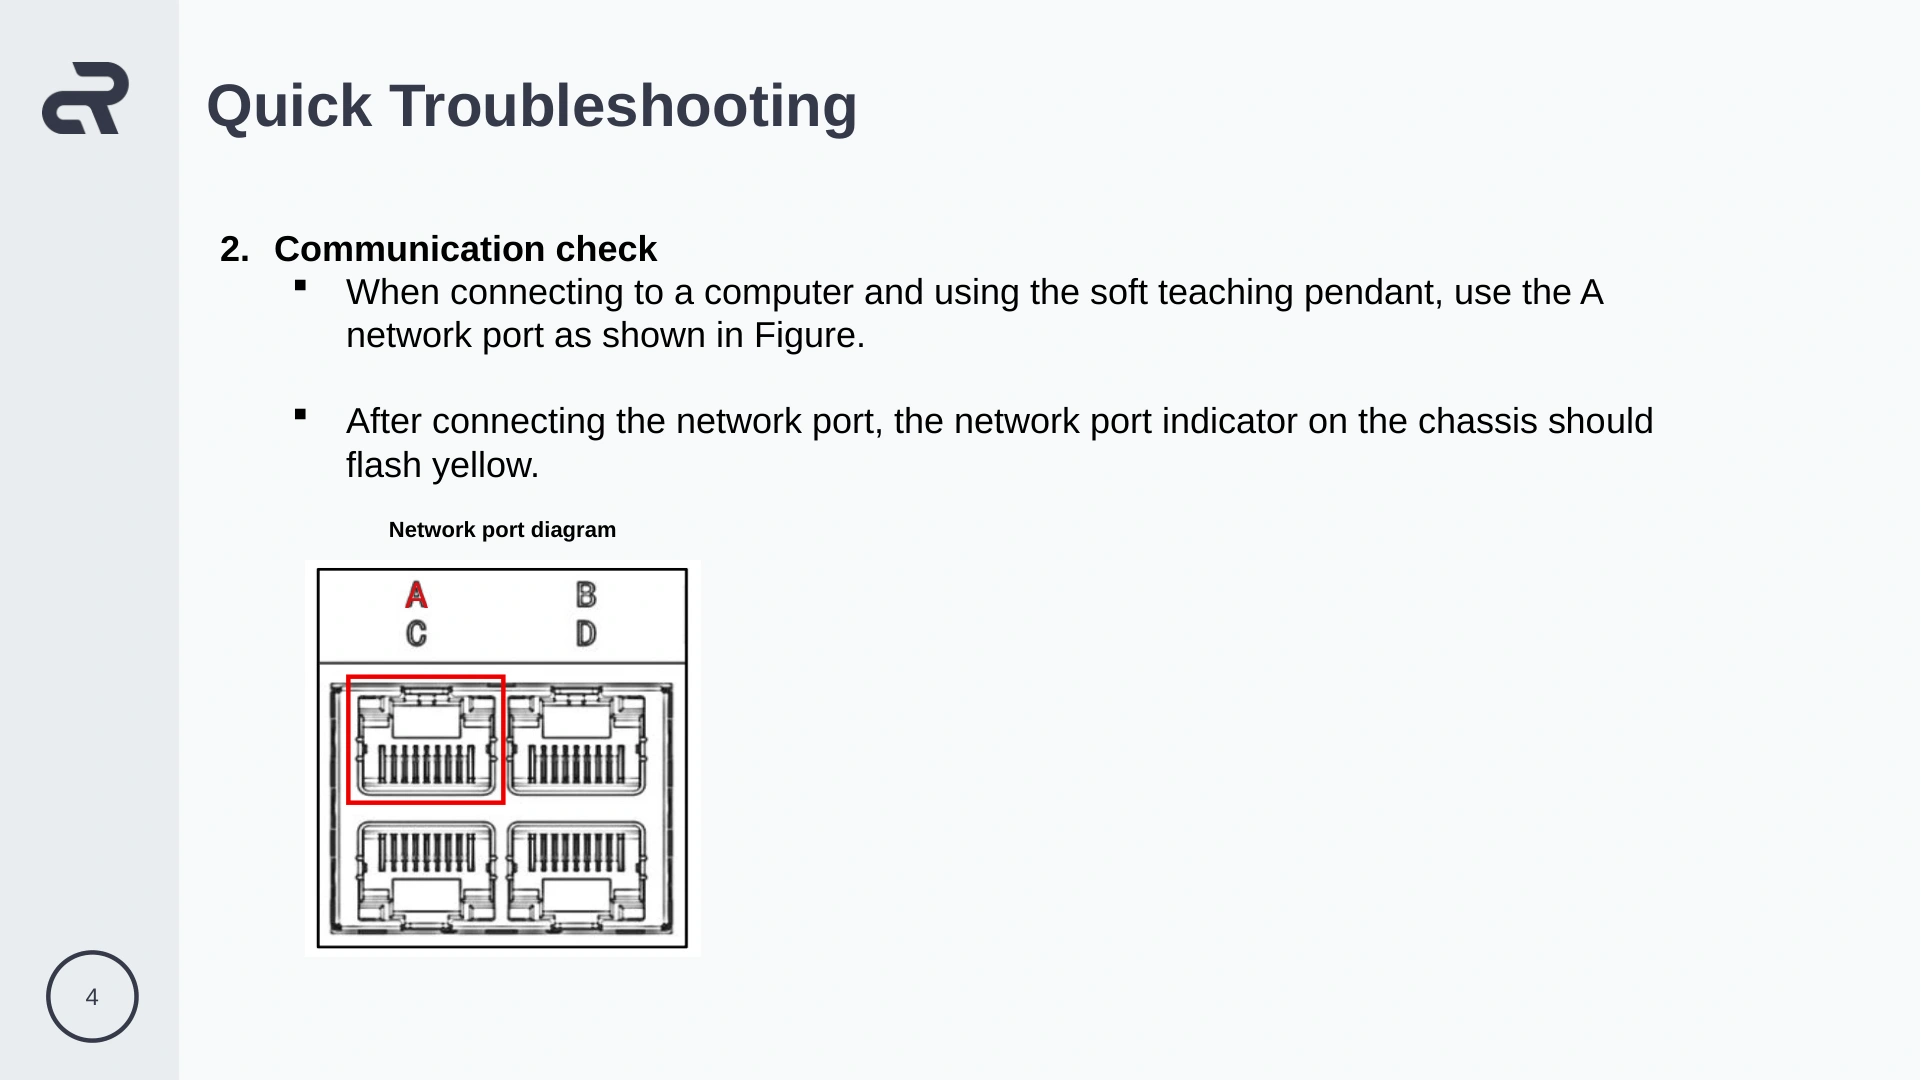 Quick Troubleshooting
2. Communication check
▪ When connecting to a computer and using the soft teaching pendant, use the A
network port as shown in Figure.
▪ After connecting the network port, the network port indicator on the chassis should
flash yellow.
Network port diagram
A B
C D
4